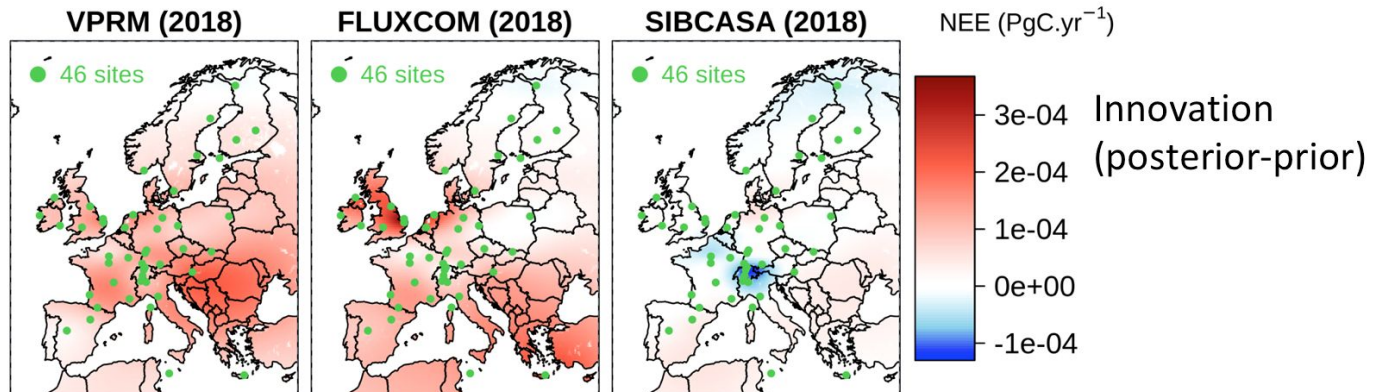 VPRM (2018)
FLUXCOM (2018)
SIBCASA (2018)
NEE (PgC.yr⁻¹)
46 sites
46 sites
46 sites
3e-04
2e-04
1e-04
0e+00
-1e-04
Innovation
(posterior-prior)